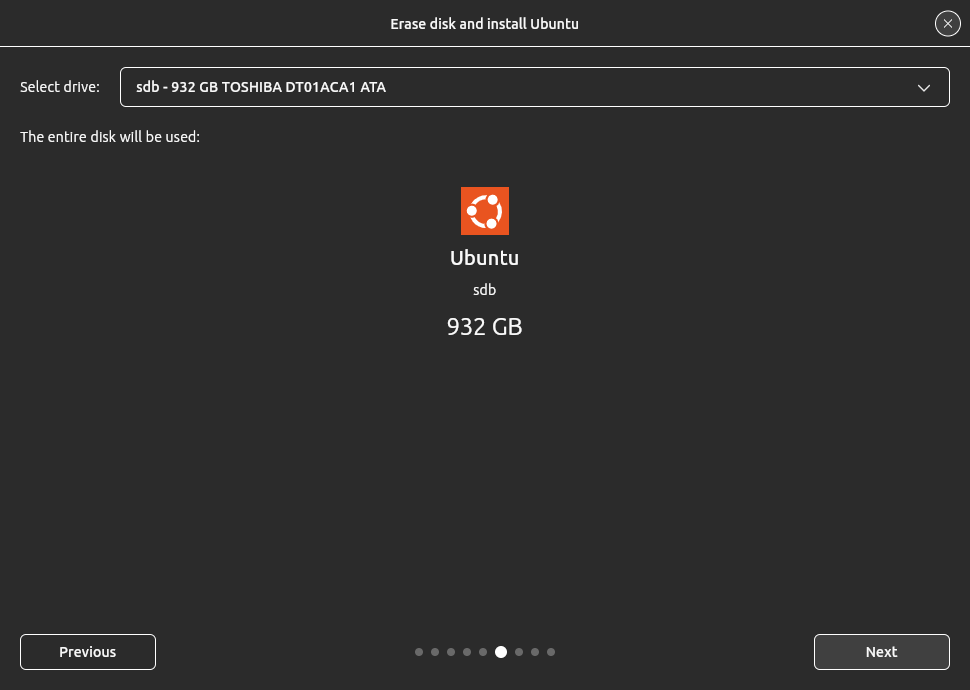 Erase disk and install Ubuntu
Select drive: sdb - 932 GB TOSHIBA DT01ACA1 ATA
The entire disk will be used:
Ubuntu
sdb
932 GB
Previous Next